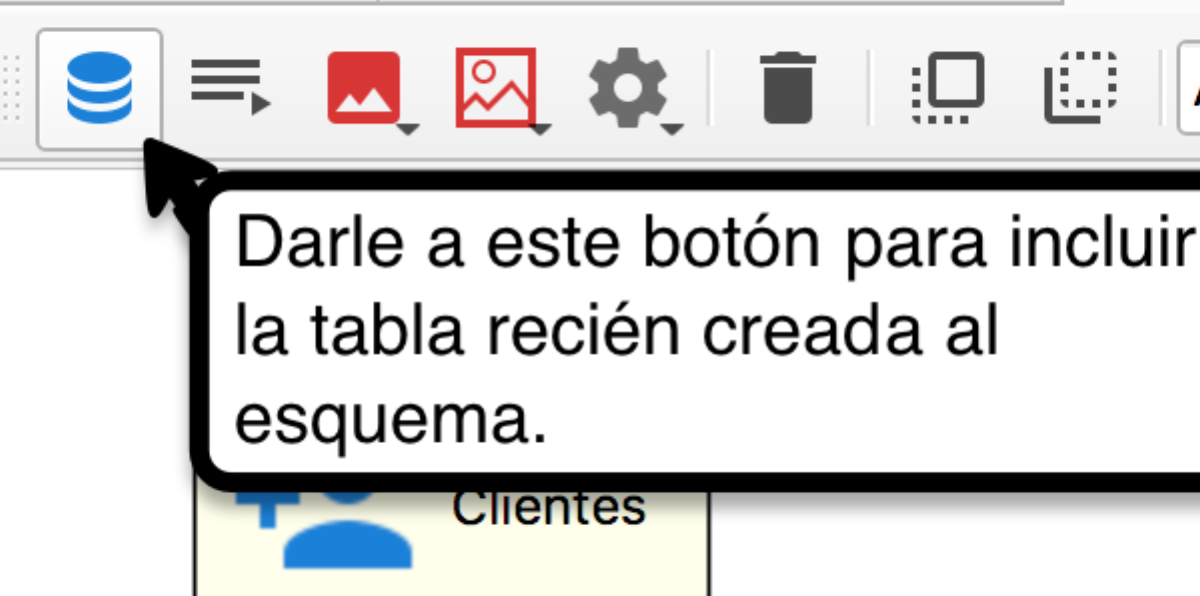 Darle a este botón para incluir
la tabla recién creada al
esquema.
Clientes